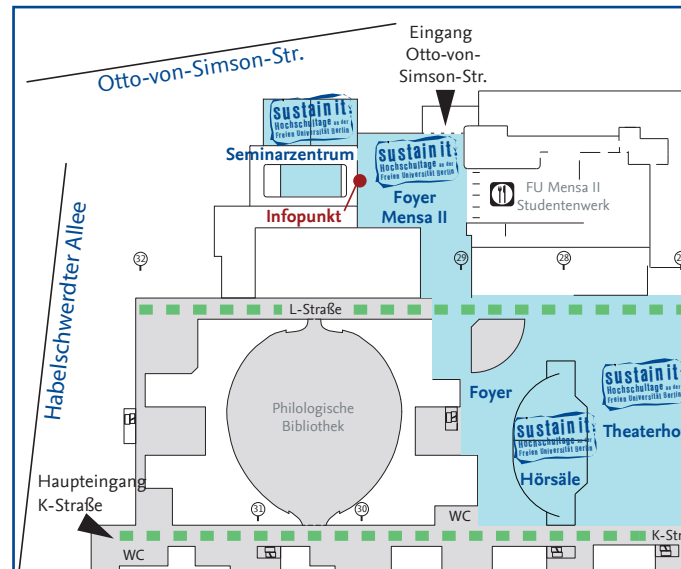 Eingang
Otto-von-
Simson-Str.
Otto-von-Simson-Str.
sustain it!
Hochschultage an der
Freien Universität Berlin
Seminarzentrum
sustain it!
Hochschultage an der
Freien Universität Berlin
FU Mensa II
Studentenwerk
Foyer
Mensa II
Infopunkt
Habelschwerdter Allee
32
29
28
L-Straße
Philologische
Bibliothek
Foyer
sustain it!
Hochschultage an der
Freien Universität Berlin
Theaterho
sustain it!
Hochschultage an der
Freien Universität Berlin
Hörsäle
Haupteingang
K-Straße
31
30
WC
K-Str
WC